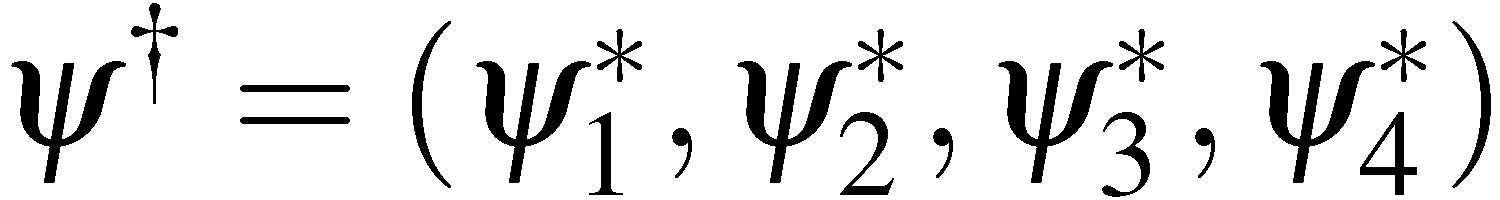 ψ† = (ψ₁*, ψ₂*, ψ₃*, ψ₄*)